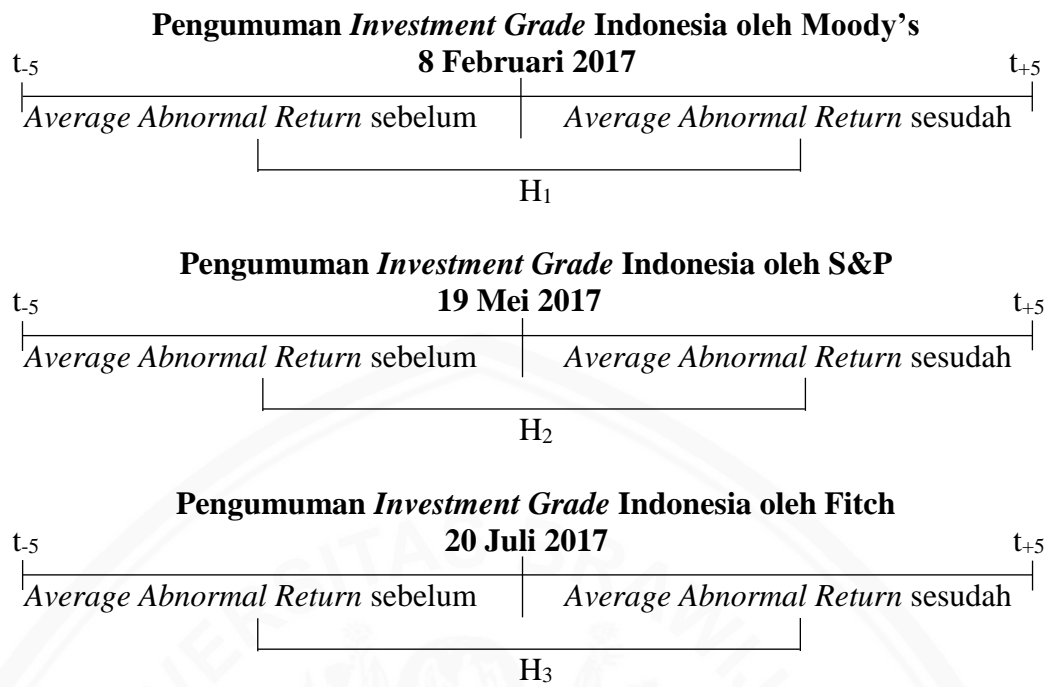 Pengumuman Investment Grade Indonesia oleh Moody's
t-5 8 Februari 2017 t+5
Average Abnormal Return sebelum Average Abnormal Return sesudah
H1
Pengumuman Investment Grade Indonesia oleh S&P
t-5 19 Mei 2017 t+5
Average Abnormal Return sebelum Average Abnormal Return sesudah
H2
Pengumuman Investment Grade Indonesia oleh Fitch
t-5 20 Juli 2017 t+5
Average Abnormal Return sebelum Average Abnormal Return sesudah
H3